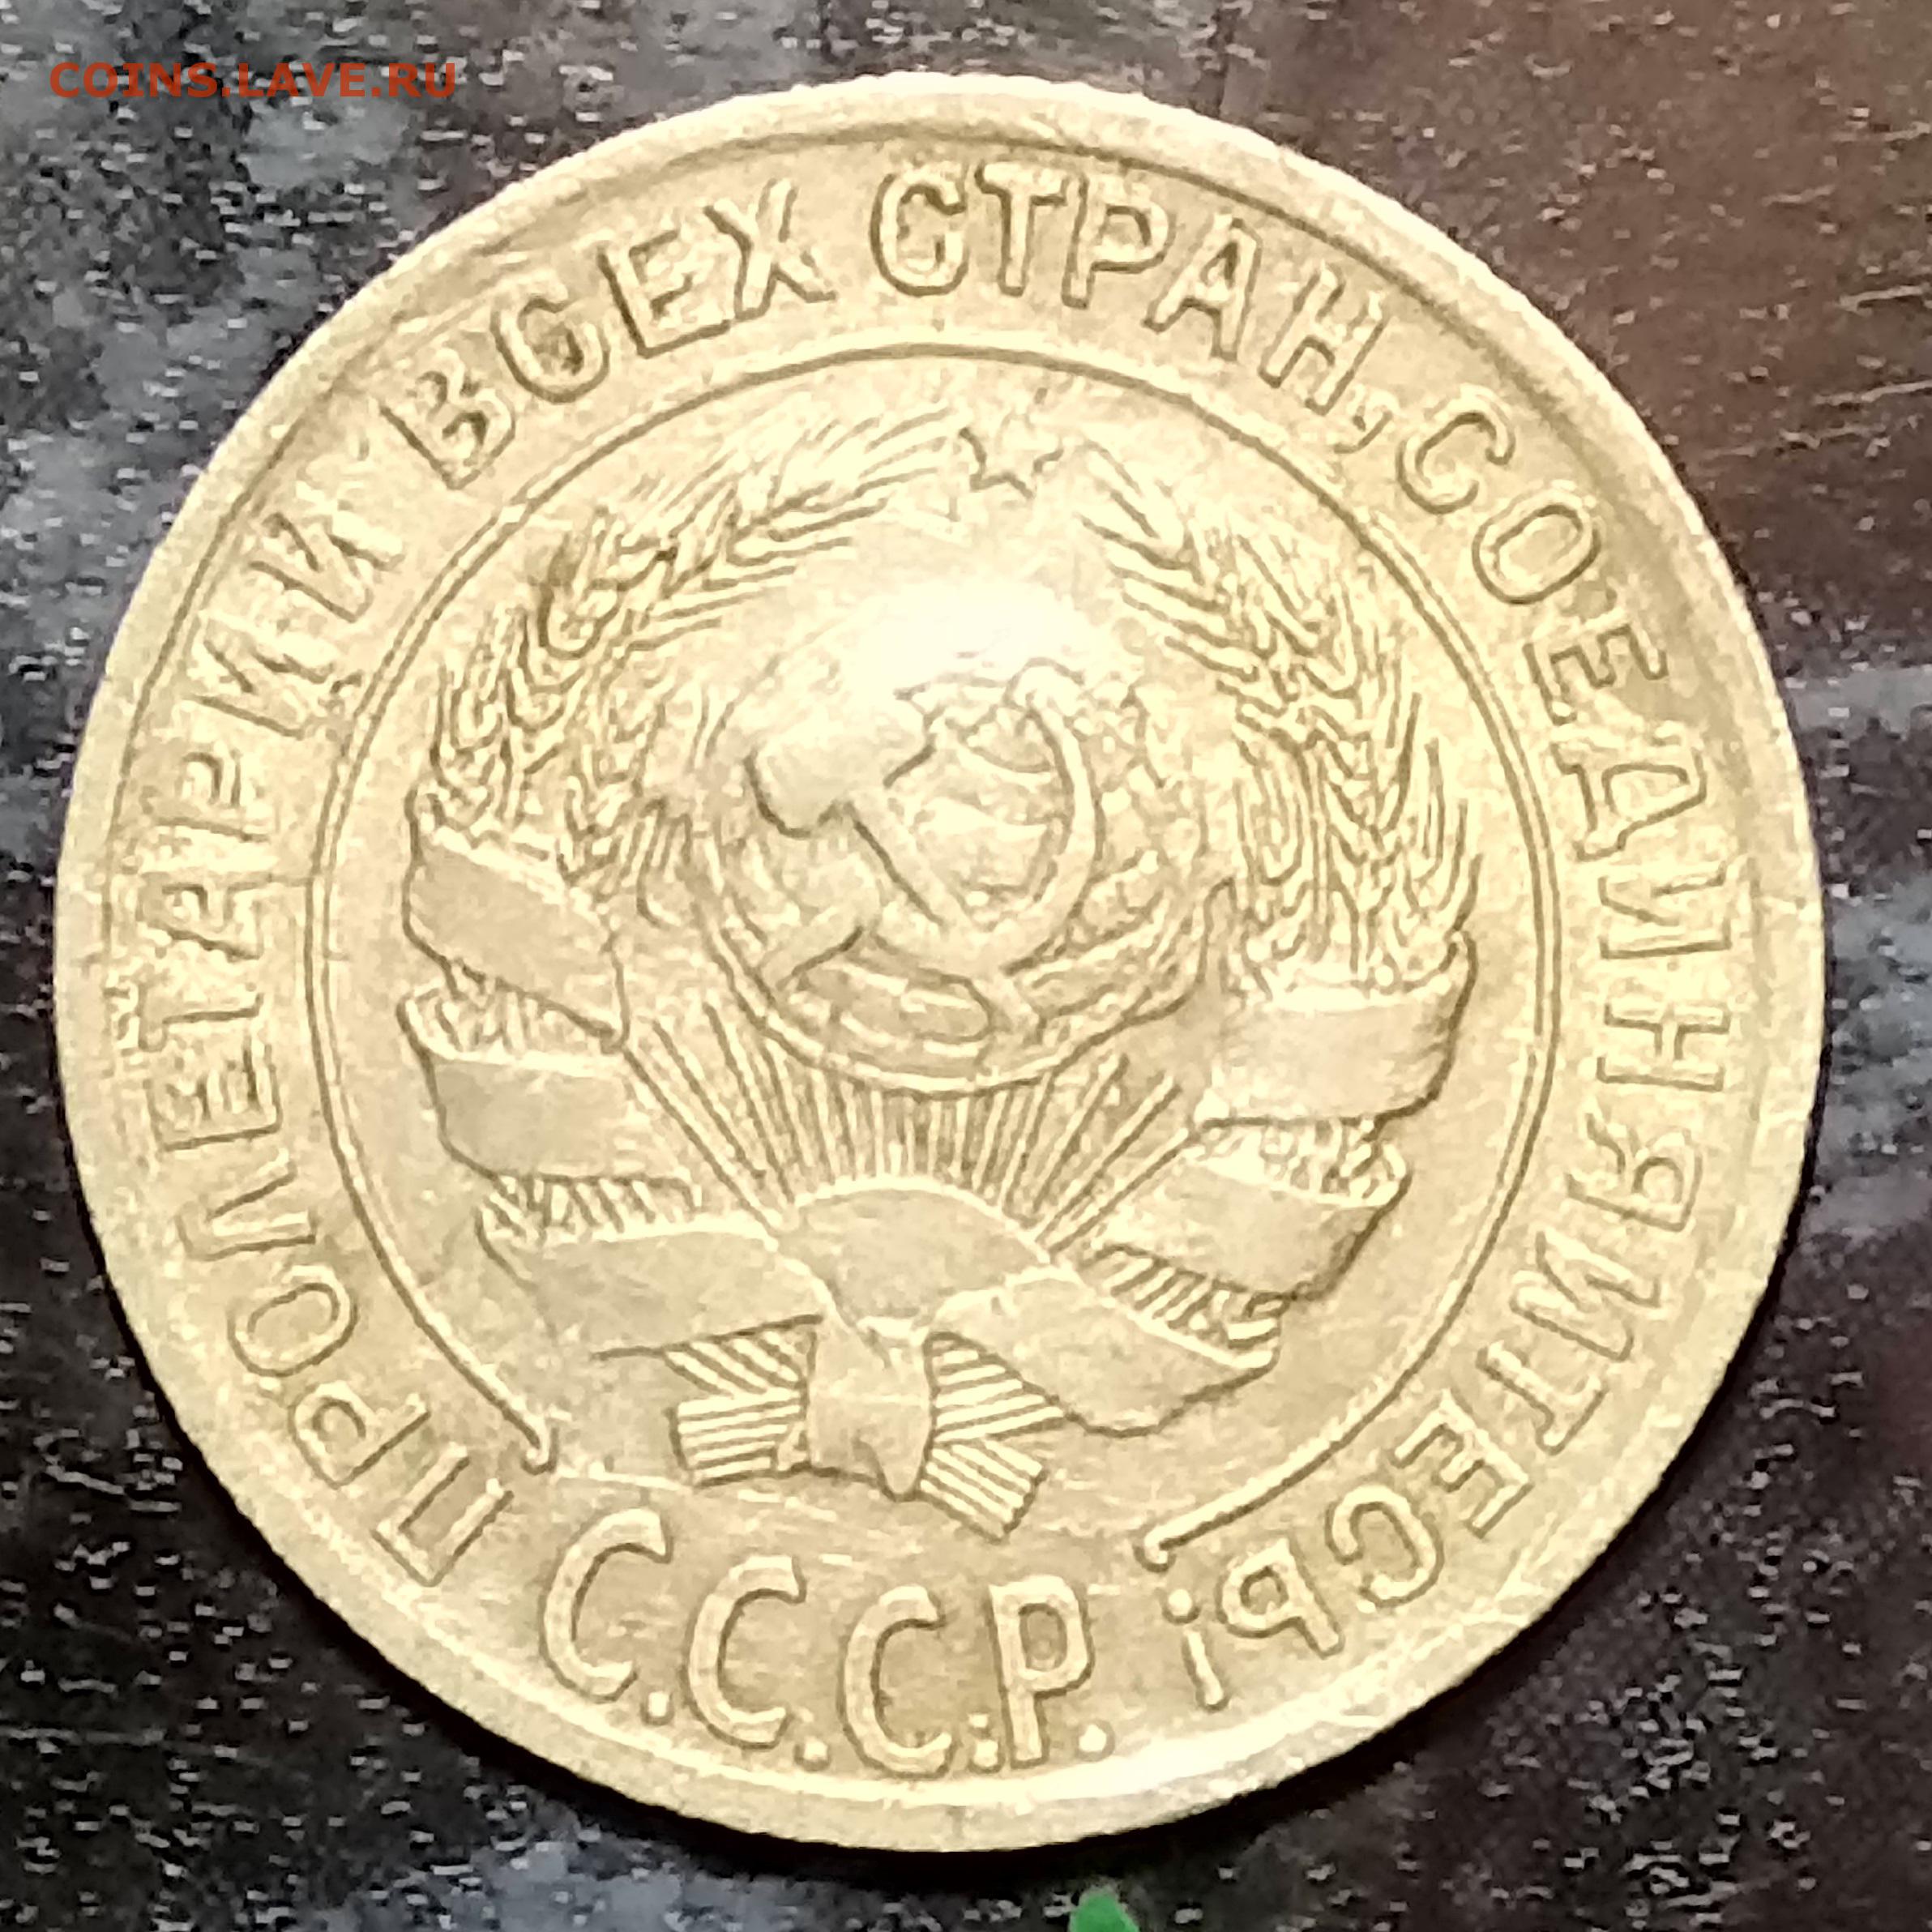 COINS.LAVE.RU
ПРОЛЕТАРИИ ВСЕХ СТРАН, СОЕДИНЯЙТЕСЬ!
С.С.С.Р.